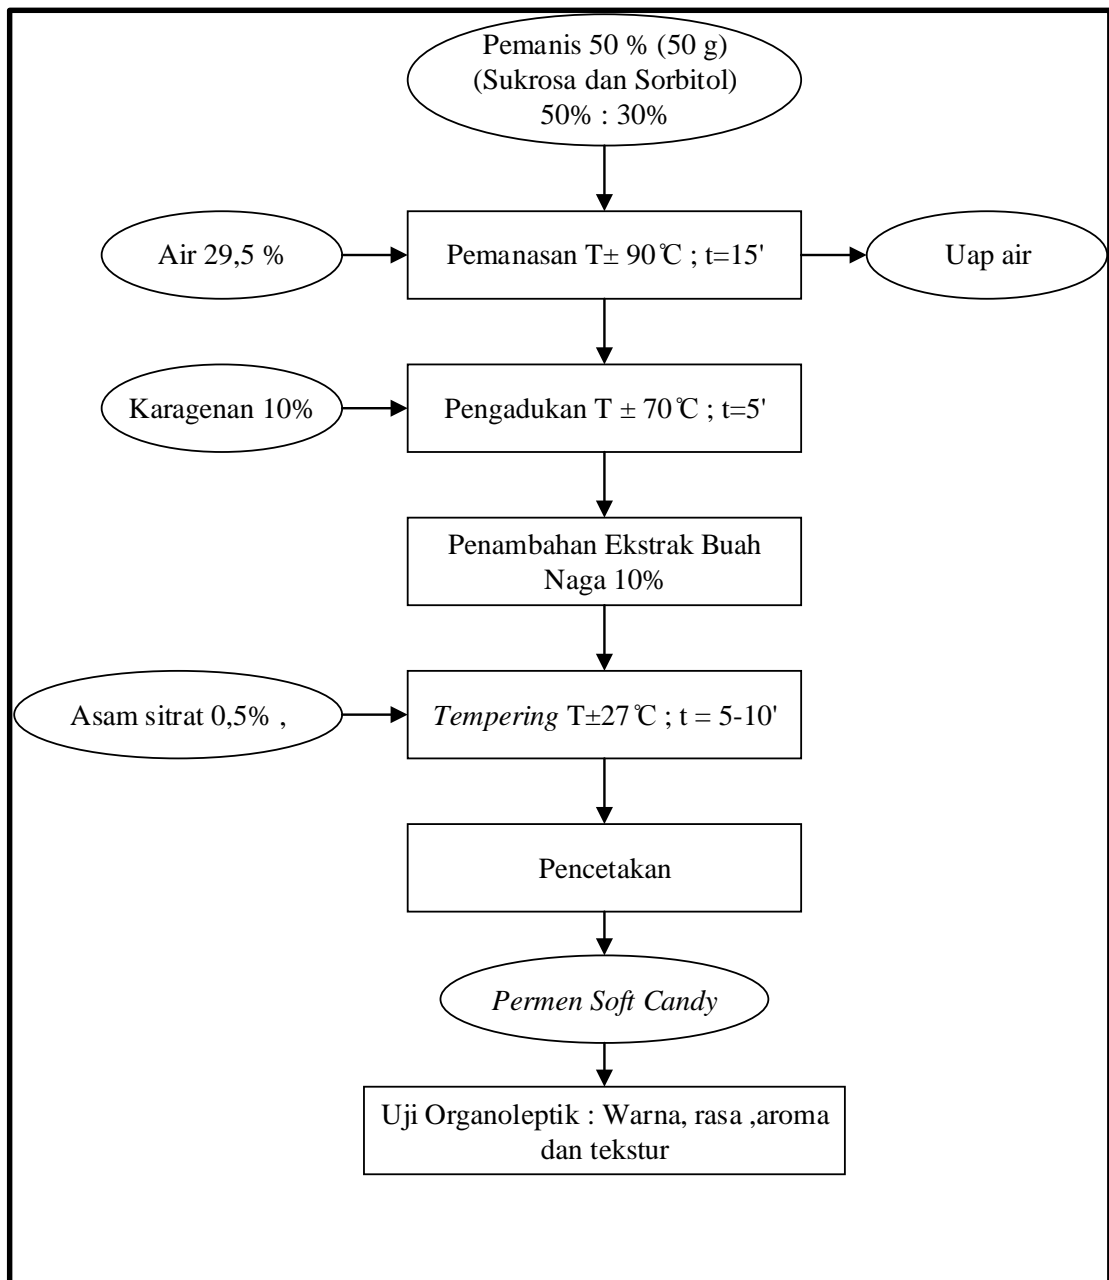 Pemanis 50 % (50 g)
(Sukrosa dan Sorbitol)
50% : 30%
Air 29,5 %
Pemanasan T± 90℃ ; t=15'
Uap air
Karagenan 10%
Pengadukan T ± 70℃ ; t=5'
Penambahan Ekstrak Buah
Naga 10%
Asam sitrat 0,5% ,
Tempering T±27℃ ; t = 5-10'
Pencetakan
Permen Soft Candy
Uji Organoleptik : Warna, rasa ,aroma
dan tekstur